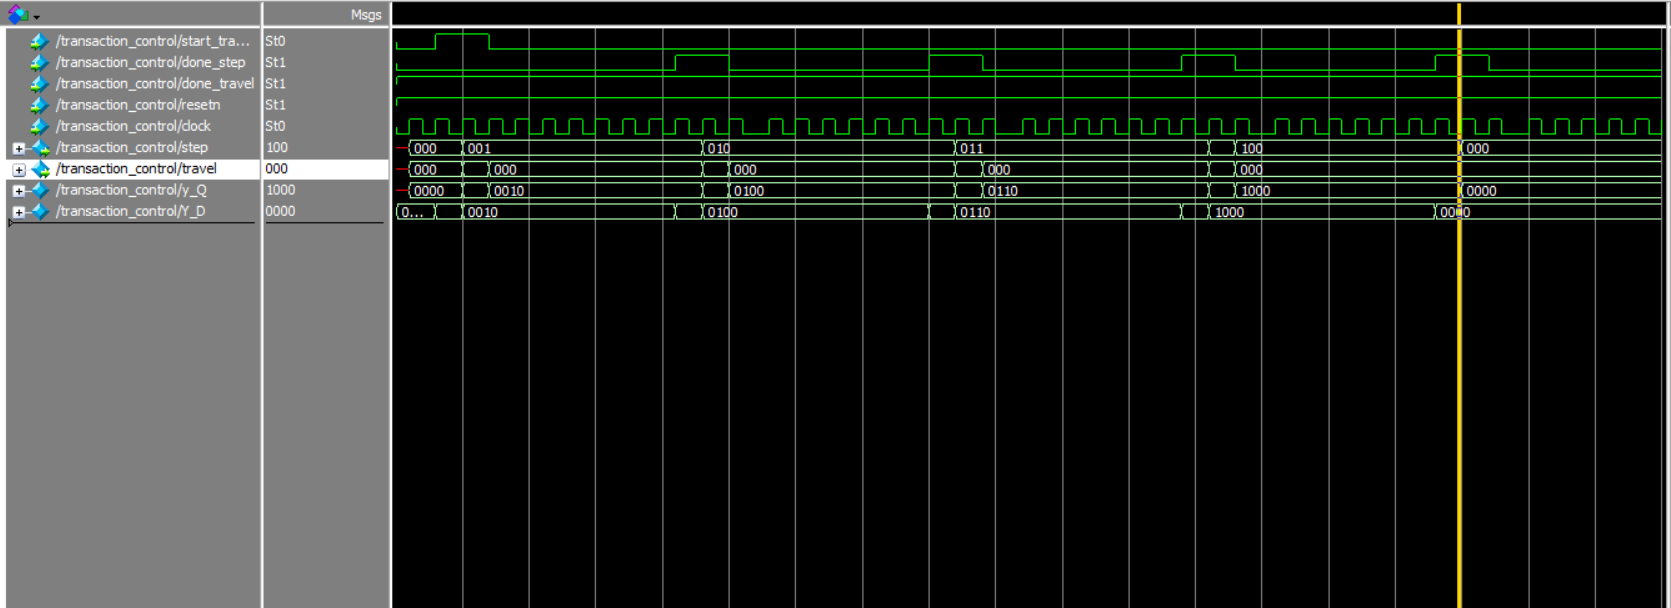 Msgs
/transaction_control/start_tra... St0
/transaction_control/done_step St1
/transaction_control/done_travel St1
/transaction_control/resetn St1
/transaction_control/clock St0
/transaction_control/step 100 000 001 010 011 100 000
/transaction_control/travel 000 000 000 000 000 000
/transaction_control/y_Q 1000 0000 0010 0100 0110 1000 0000
/transaction_control/Y_D 0000 0... 0010 0100 0110 1000 0000